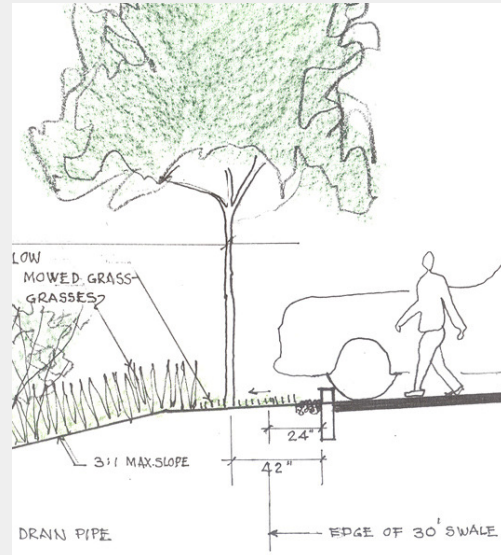 LOW
MOWED GRASS
GRASSES
24"
3:1 MAX.SLOPE
42"
DRAIN PIPE
EDGE OF 30' SWALE